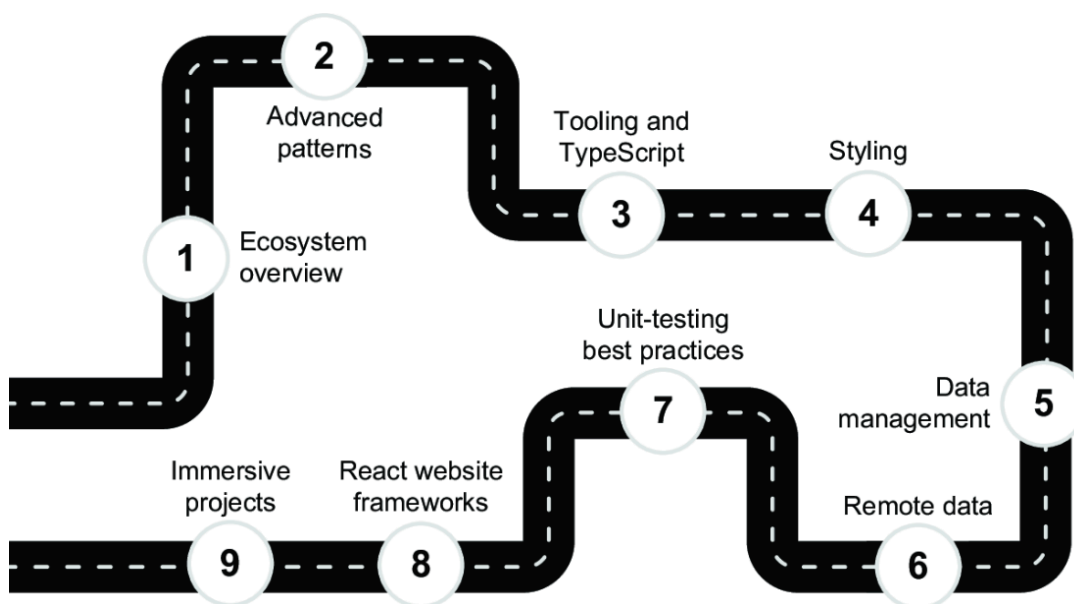 1
Ecosystem
overview
2
Advanced
patterns
Tooling and
TypeScript
3
Styling
4
Data
management
5
Remote data
6
Unit-testing
best practices
7
React website
frameworks
8
Immersive
projects
9